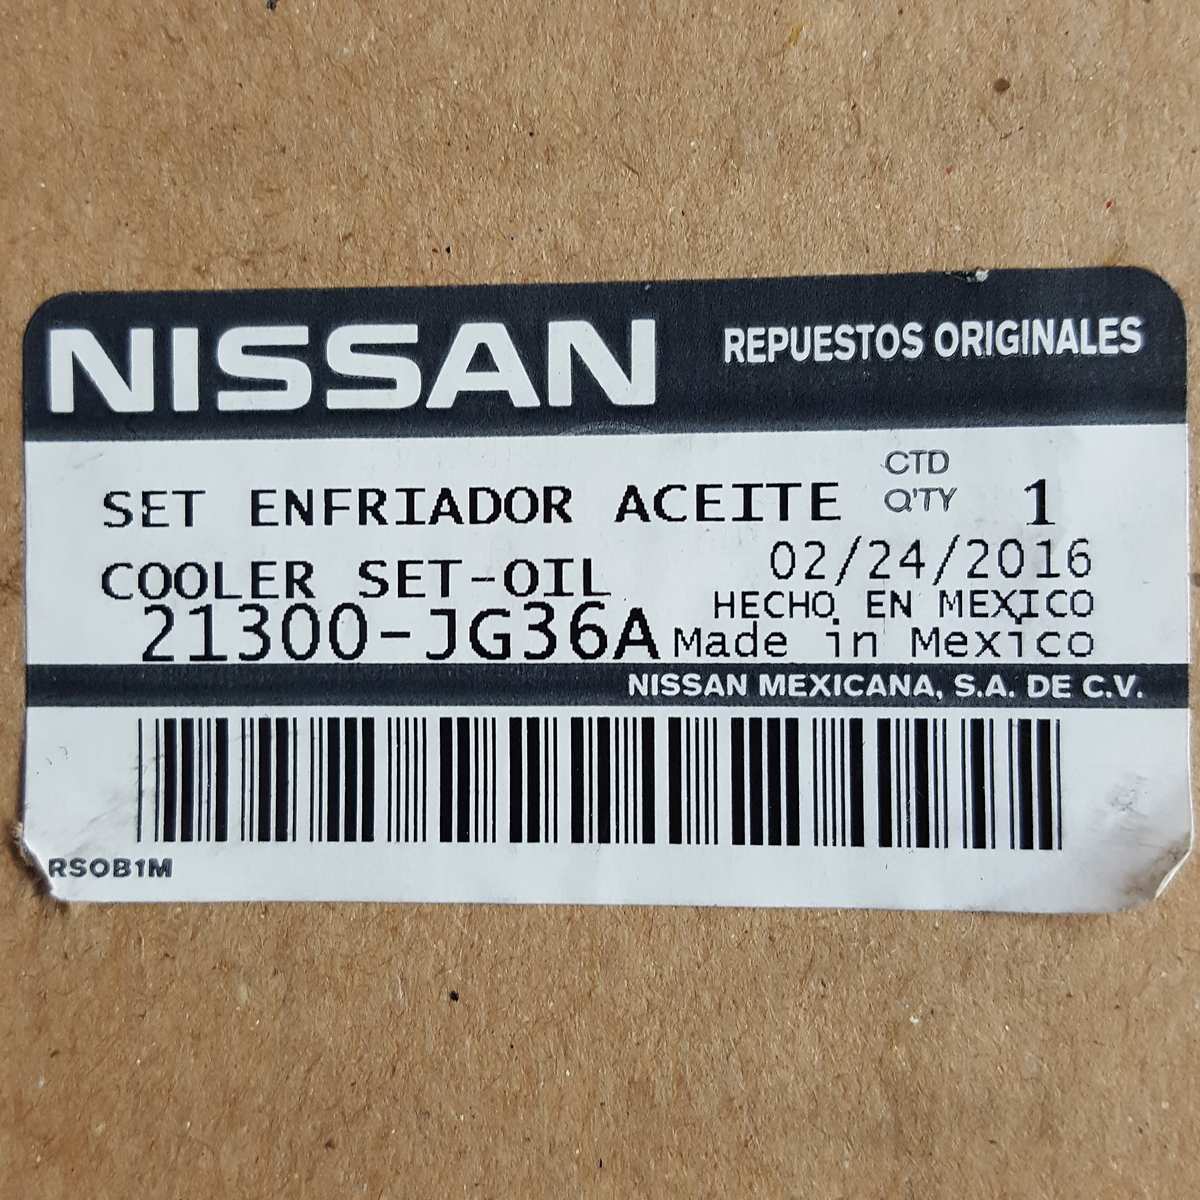 NISSAN REPUESTOS ORIGINALES
SET ENFRIADOR ACEITE CTD Q'TY 1
COOLER SET-OIL 02/24/2016
HECHO EN MEXICO
21300-JG36A Made in Mexico
NISSAN MEXICANA, S.A. DE C.V.
RSOB1M